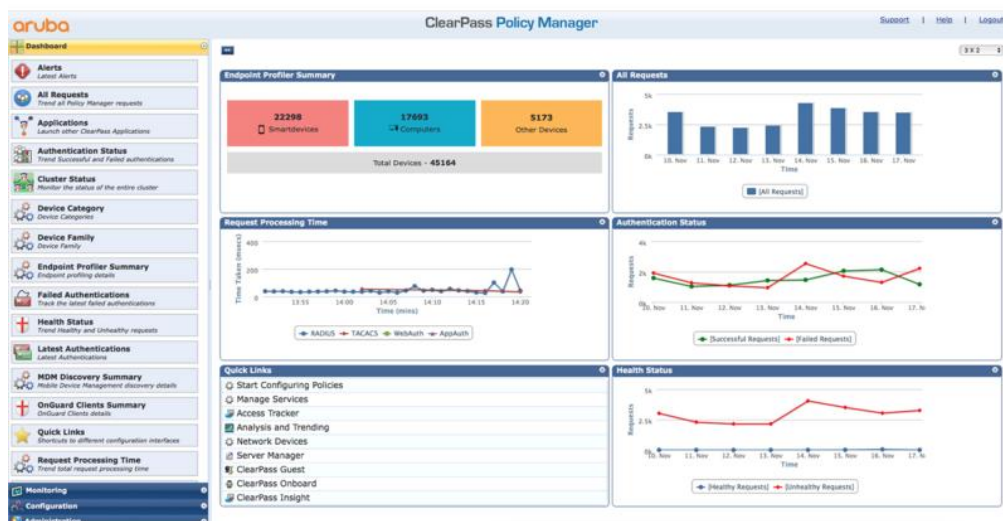 aruba
ClearPass Policy Manager
Support | Help | Logout
Dashboard
3 X 2
Alerts
Latest Alerts
All Requests
Trend all Policy Manager requests
Applications
Launch other ClearPass Applications
Authentication Status
Trend Successful and Failed authentications
Cluster Status
Monitor the status of the entire cluster
Device Category
Device Categories
Device Family
Device Family
Endpoint Profiler Summary
Endpoint profiling details
Failed Authentications
Track the latest failed authentications
Health Status
Trend Healthy and Unhealthy requests
Latest Authentications
Latest Authentications
MDM Discovery Summary
Mobile Device Management discovery details
OnGuard Clients Summary
OnGuard Clients details
Quick Links
Shortcuts to different configuration interfaces
Request Processing Time
Trend total request processing time
Monitoring
Configuration
Administration
Endpoint Profiler Summary
22298
Smartdevices
17693
Computers
5173
Other Devices
Total Devices - 45164
All Requests
Requests
5k
2.5k
0k
10. Nov 11. Nov 12. Nov 13. Nov 14. Nov 15. Nov 16. Nov 17. Nov
Time
[All Requests]
Request Processing Time
Time Taken (msecs)
400
200
0
13:55 14:00 14:05 14:10 14:15 14:20
Time (mins)
RADIUS TACACS WebAuth AppAuth
Authentication Status
Requests
4k
2k
0k
10. Nov 11. Nov 12. Nov 13. Nov 14. Nov 15. Nov 16. Nov 17. N
Time
[Successful Requests] [Failed Requests]
Quick Links
Start Configuring Policies
Manage Services
Access Tracker
Analysis and Trending
Network Devices
Server Manager
ClearPass Guest
ClearPass Onboard
ClearPass Insight
Health Status
Requests
5k
2.5k
0k
10. Nov 11. Nov 12. Nov 13. Nov 14. Nov 15. Nov 16. Nov 17. N
Time
[Healthy Requests] [Unhealthy Requests]